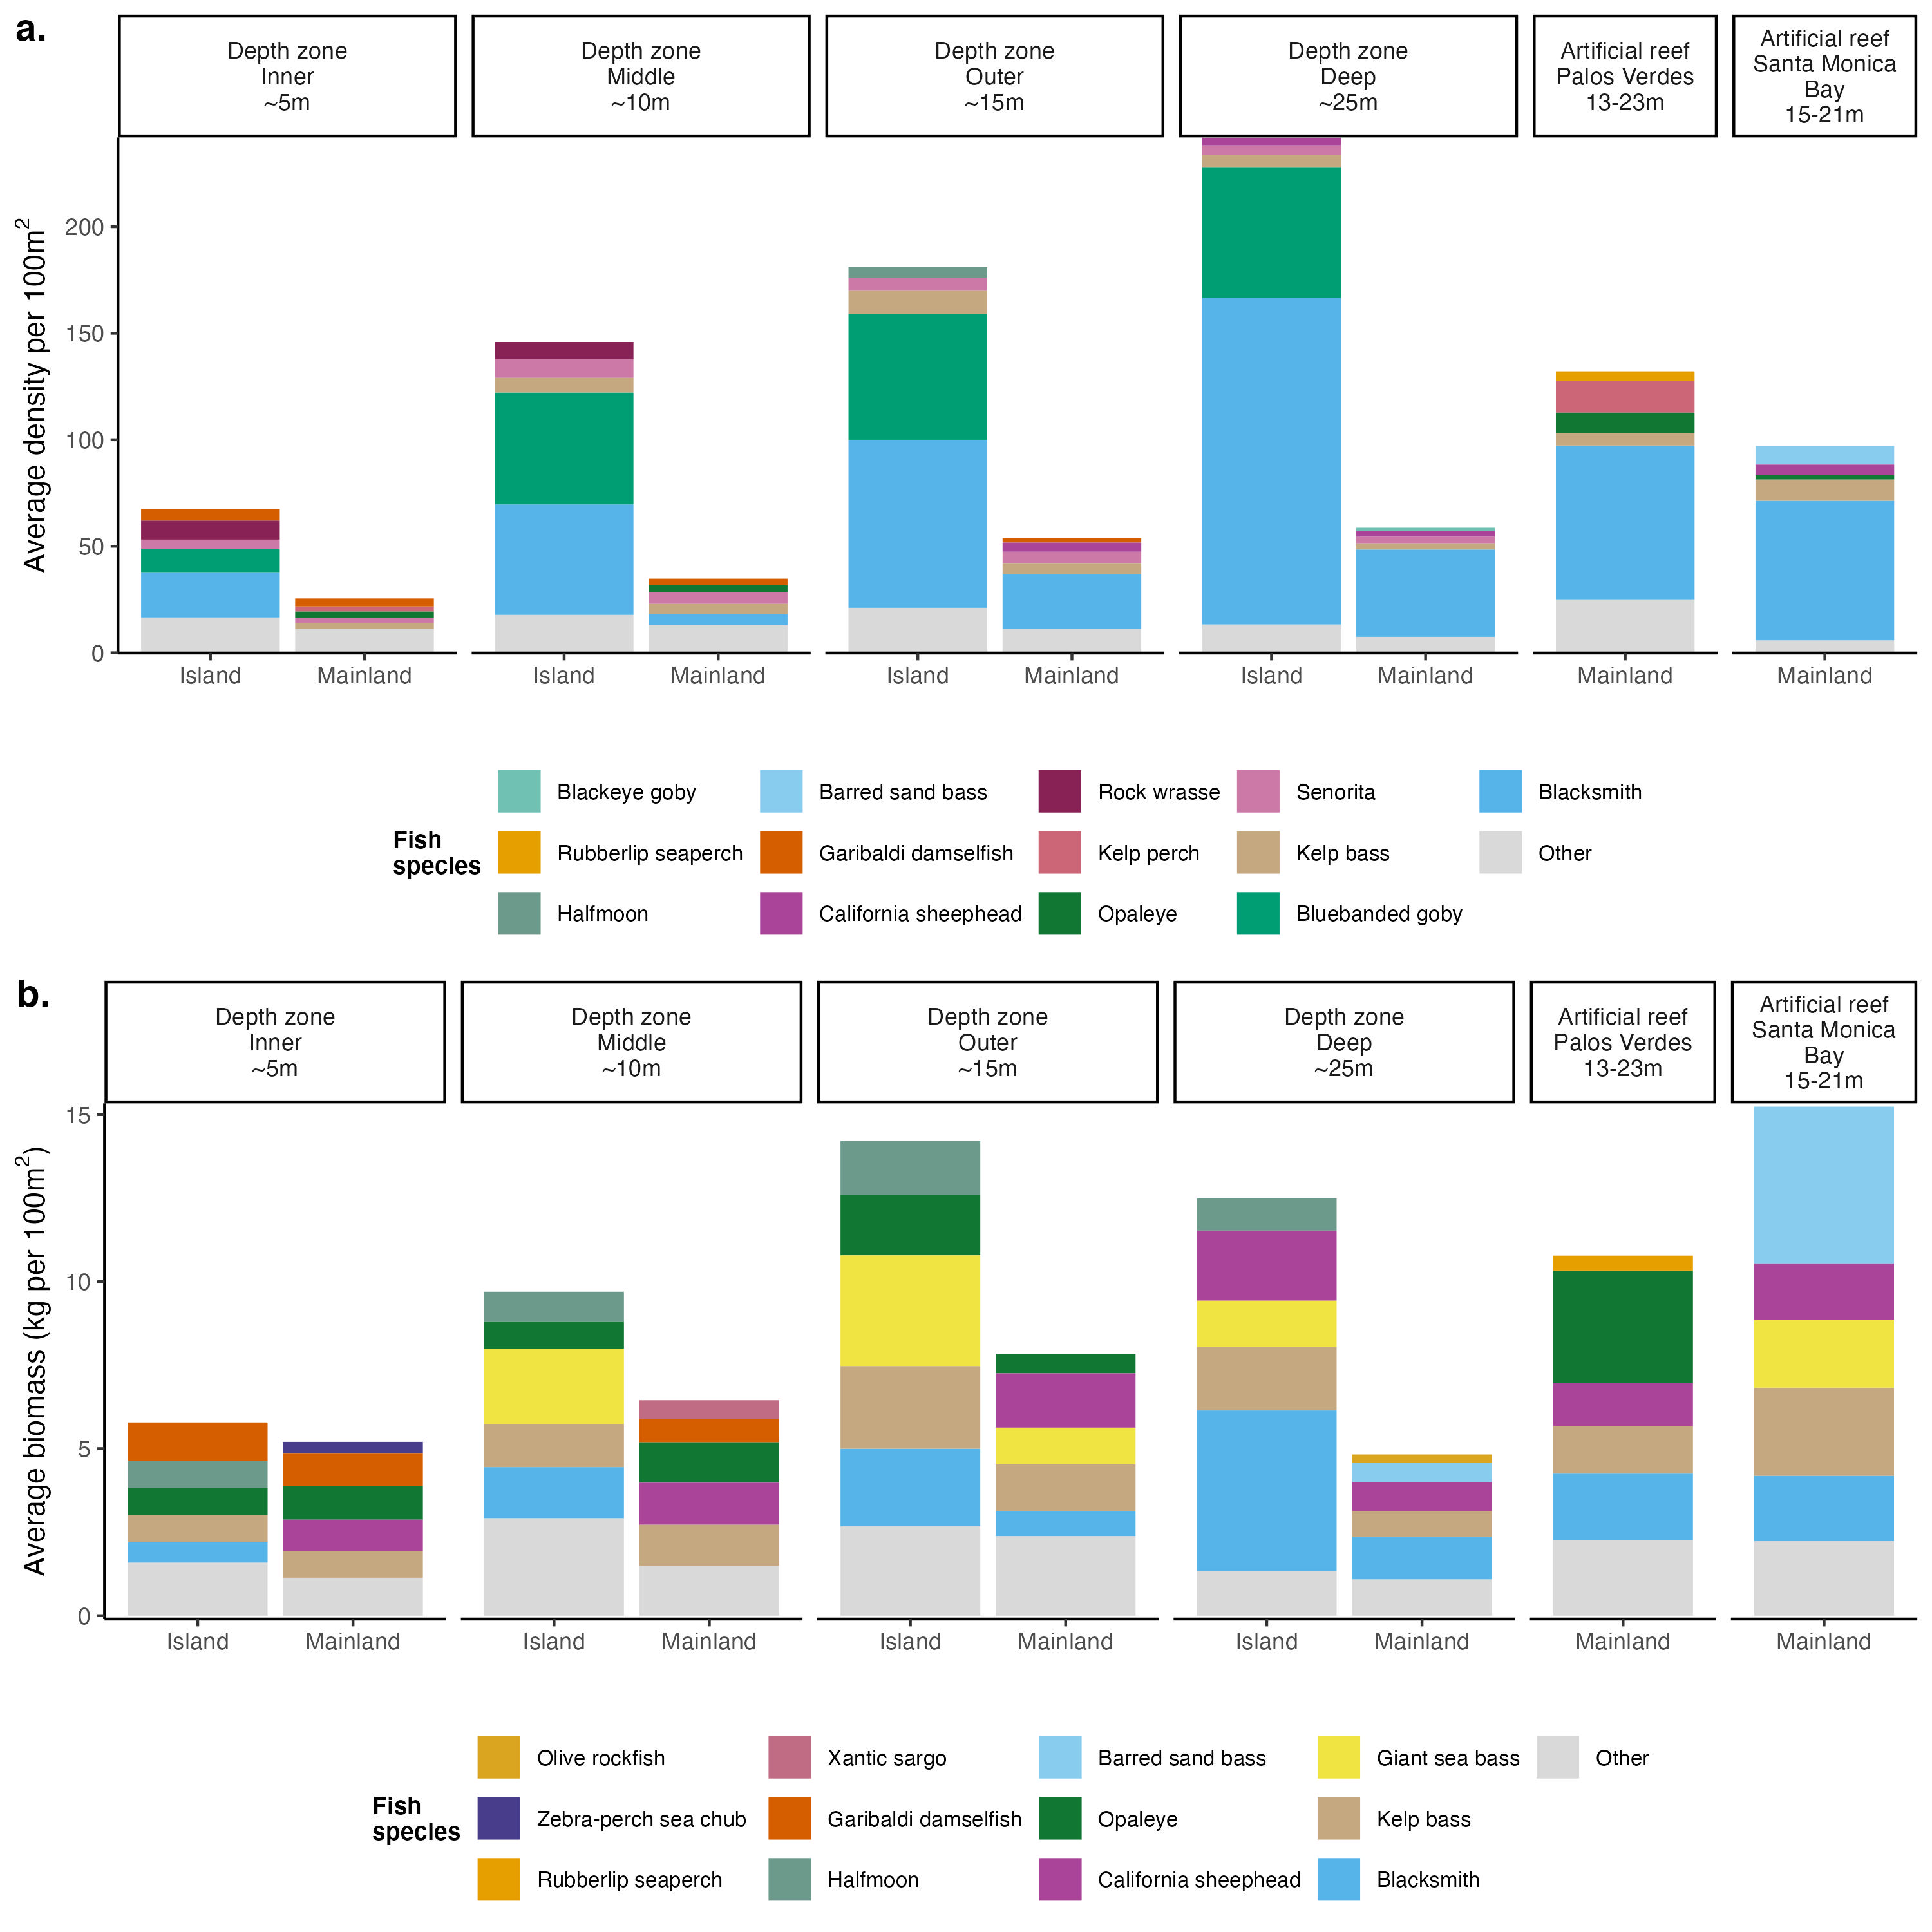 a.
Depth zone
Inner
~5m
Depth zone
Middle
~10m
Depth zone
Outer
~15m
Depth zone
Deep
~25m
Artificial reef
Palos Verdes
13-23m
Artificial reef
Santa Monica
Bay
15-21m
Average density per 100m²
200
150
100
50
0
Island
Mainland
Island
Mainland
Island
Mainland
Island
Mainland
Mainland
Mainland
Fish
species
Blackeye goby
Barred sand bass
Rock wrasse
Senorita
Blacksmith
Rubberlip seaperch
Garibaldi damselfish
Kelp perch
Kelp bass
Other
Halfmoon
California sheephead
Opaleye
Bluebanded goby
b.
Depth zone
Inner
~5m
Depth zone
Middle
~10m
Depth zone
Outer
~15m
Depth zone
Deep
~25m
Artificial reef
Palos Verdes
13-23m
Artificial reef
Santa Monica
Bay
15-21m
Average biomass (kg per 100m²)
15
10
5
0
Island
Mainland
Island
Mainland
Island
Mainland
Island
Mainland
Mainland
Mainland
Fish
species
Olive rockfish
Xantic sargo
Barred sand bass
Giant sea bass
Other
Zebra-perch sea chub
Garibaldi damselfish
Opaleye
Kelp bass
Rubberlip seaperch
Halfmoon
California sheephead
Blacksmith